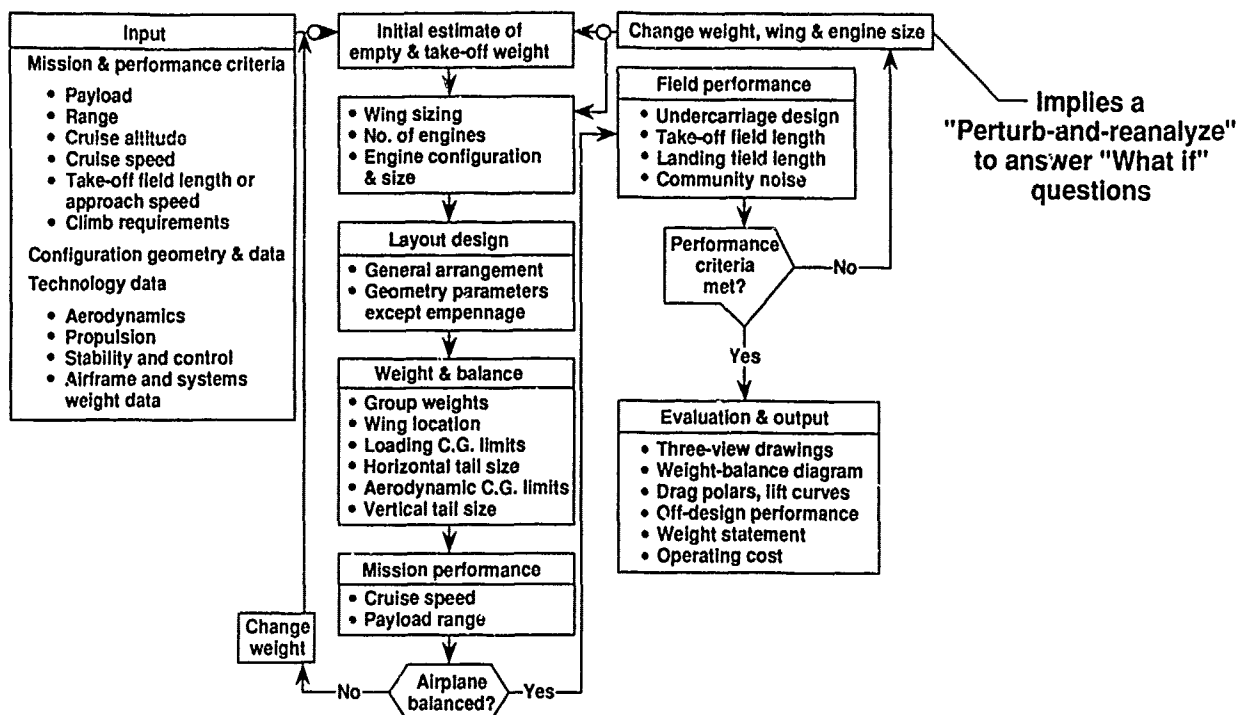 Input
Mission & performance criteria
• Payload
• Range
• Cruise altitude
• Cruise speed
• Take-off field length or
approach speed
• Climb requirements
Configuration geometry & data
Technology data
• Aerodynamics
• Propulsion
• Stability and control
• Airframe and systems
weight data
Initial estimate of
empty & take-off weight
• Wing sizing
• No. of engines
• Engine configuration
& size
Layout design
• General arrangement
• Geometry parameters
except empennage
Weight & balance
• Group weights
• Wing location
• Loading C.G. limits
• Horizontal tail size
• Aerodynamic C.G. limits
• Vertical tail size
Mission performance
• Cruise speed
• Payload range
Airplane
balanced?
No
Yes
Change
weight
Change weight, wing & engine size
Field performance
• Undercarriage design
• Take-off field length
• Landing field length
• Community noise
Performance
criteria
met?
No
Yes
Evaluation & output
• Three-view drawings
• Weight-balance diagram
• Drag polars, lift curves
• Off-design performance
• Weight statement
• Operating cost
Implies a
"Perturb-and-reanalyze"
to answer "What if"
questions